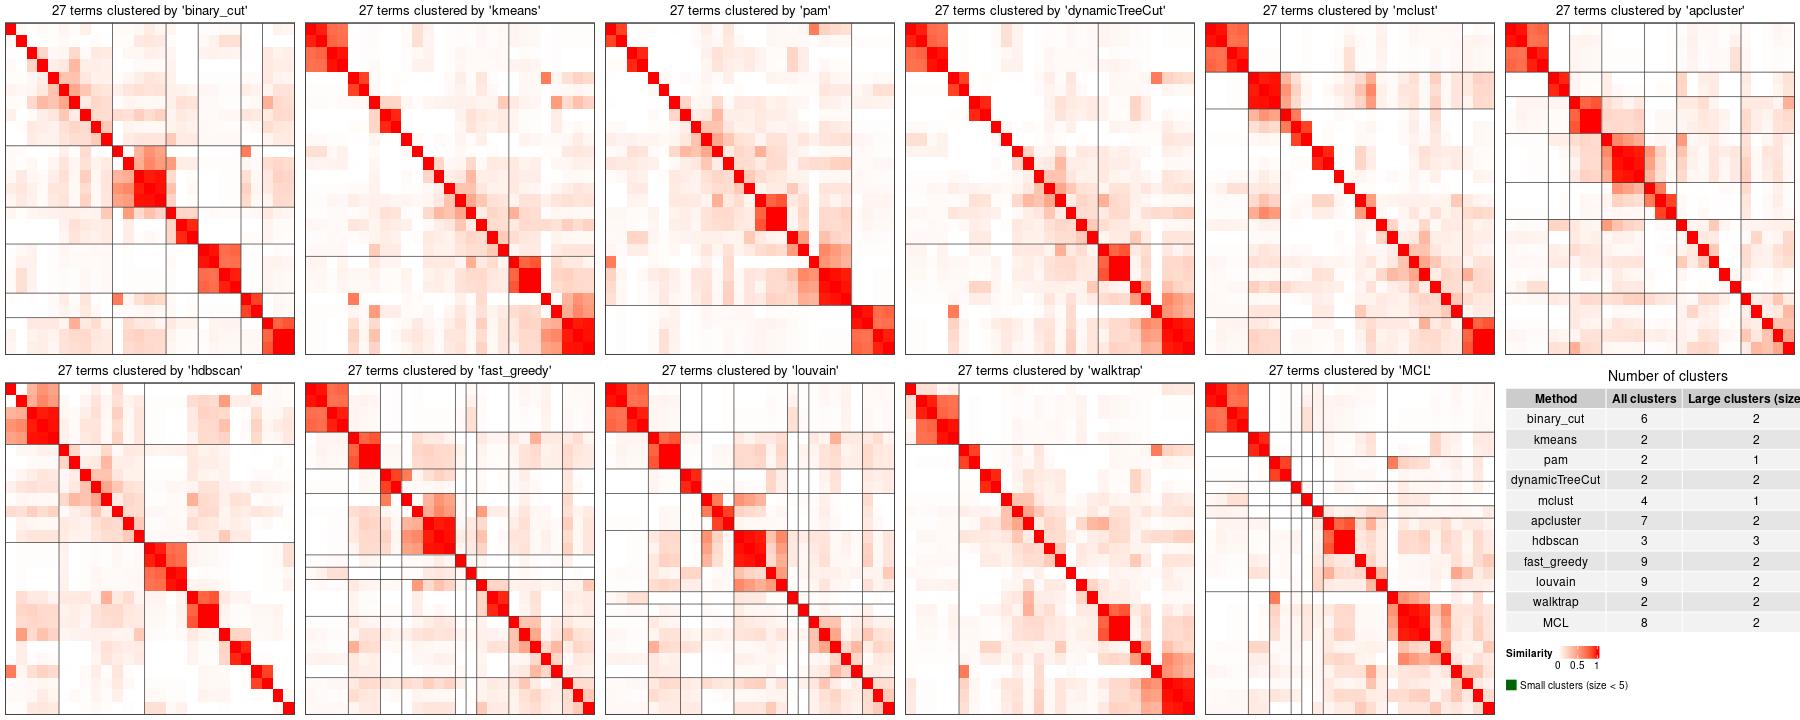 27 terms clustered by 'binary_cut'
27 terms clustered by 'kmeans'
27 terms clustered by 'pam'
27 terms clustered by 'dynamicTreeCut'
27 terms clustered by 'mclust'
27 terms clustered by 'apcluster'
27 terms clustered by 'hdbscan'
27 terms clustered by 'fast_greedy'
27 terms clustered by 'louvain'
27 terms clustered by 'walktrap'
27 terms clustered by 'MCL'
Number of clusters
Method All clusters Large clusters (size
binary_cut 6 2
kmeans 2 2
pam 2 1
dynamicTreeCut 2 2
mclust 4 1
apcluster 7 2
hdbscan 3 3
fast_greedy 9 2
louvain 9 2
walktrap 2 2
MCL 8 2
Similarity
0 0.5 1
Small clusters (size < 5)